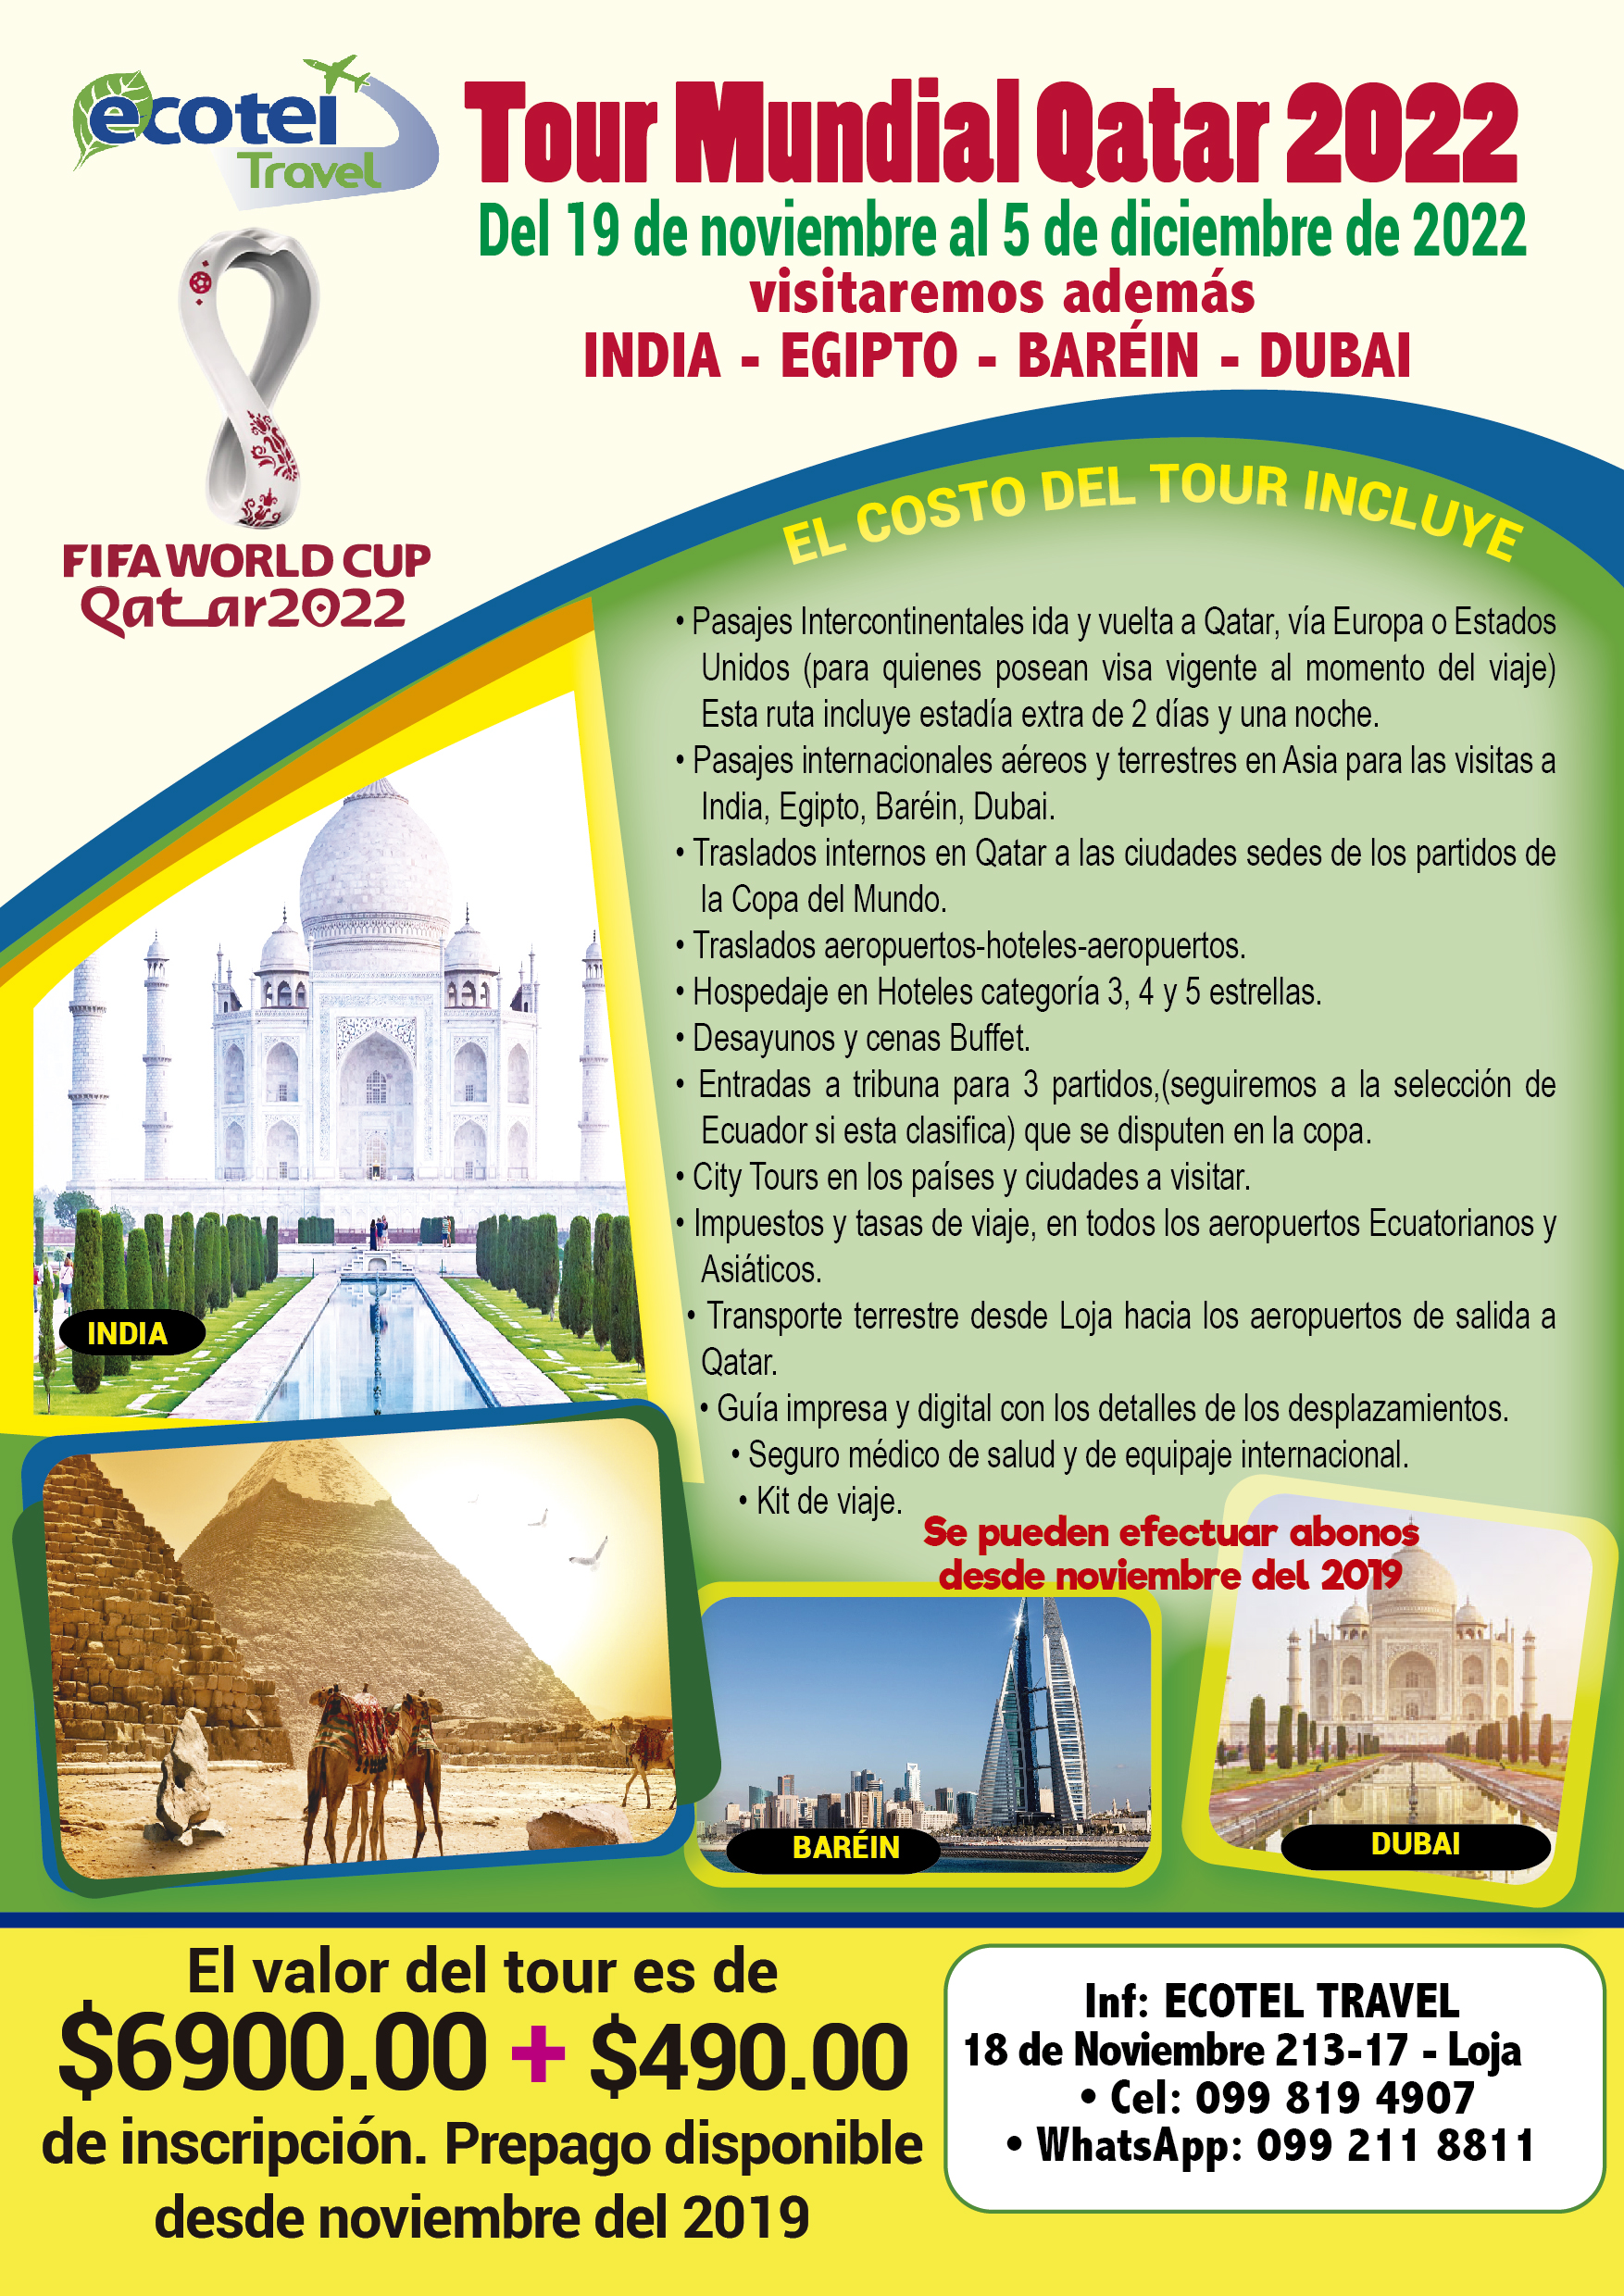 ecotel
Travel
Tour Mundial Qatar 2022
Del 19 de noviembre al 5 de diciembre de 2022
visitaremos además
INDIA - EGIPTO - BARÉIN - DUBAI
FIFA WORLD CUP
Qatar2022
EL COSTO DEL TOUR INCLUYE
• Pasajes Intercontinentales ida y vuelta a Qatar, vía Europa o Estados
Unidos (para quienes posean visa vigente al momento del viaje)
Esta ruta incluye estadía extra de 2 días y una noche.
• Pasajes internacionales aéreos y terrestres en Asia para las visitas a
India, Egipto, Baréin, Dubai.
• Traslados internos en Qatar a las ciudades sedes de los partidos de
la Copa del Mundo.
• Traslados aeropuertos-hoteles-aeropuertos.
• Hospedaje en Hoteles categoría 3, 4 y 5 estrellas.
• Desayunos y cenas Buffet.
• Entradas a tribuna para 3 partidos,(seguiremos a la selección de
Ecuador si esta clasifica) que se disputen en la copa.
• City Tours en los países y ciudades a visitar.
• Impuestos y tasas de viaje, en todos los aeropuertos Ecuatorianos y
Asiáticos.
• Transporte terrestre desde Loja hacia los aeropuertos de salida a
Qatar.
• Guía impresa y digital con los detalles de los desplazamientos.
• Seguro médico de salud y de equipaje internacional.
• Kit de viaje.
Se pueden efectuar abonos
desde noviembre del 2019
INDIA
BARÉIN
DUBAI
El valor del tour es de
$6900.00 + $490.00
de inscripción. Prepago disponible
desde noviembre del 2019
Inf: ECOTEL TRAVEL
18 de Noviembre 213-17 - Loja
• Cel: 099 819 4907
• WhatsApp: 099 211 8811